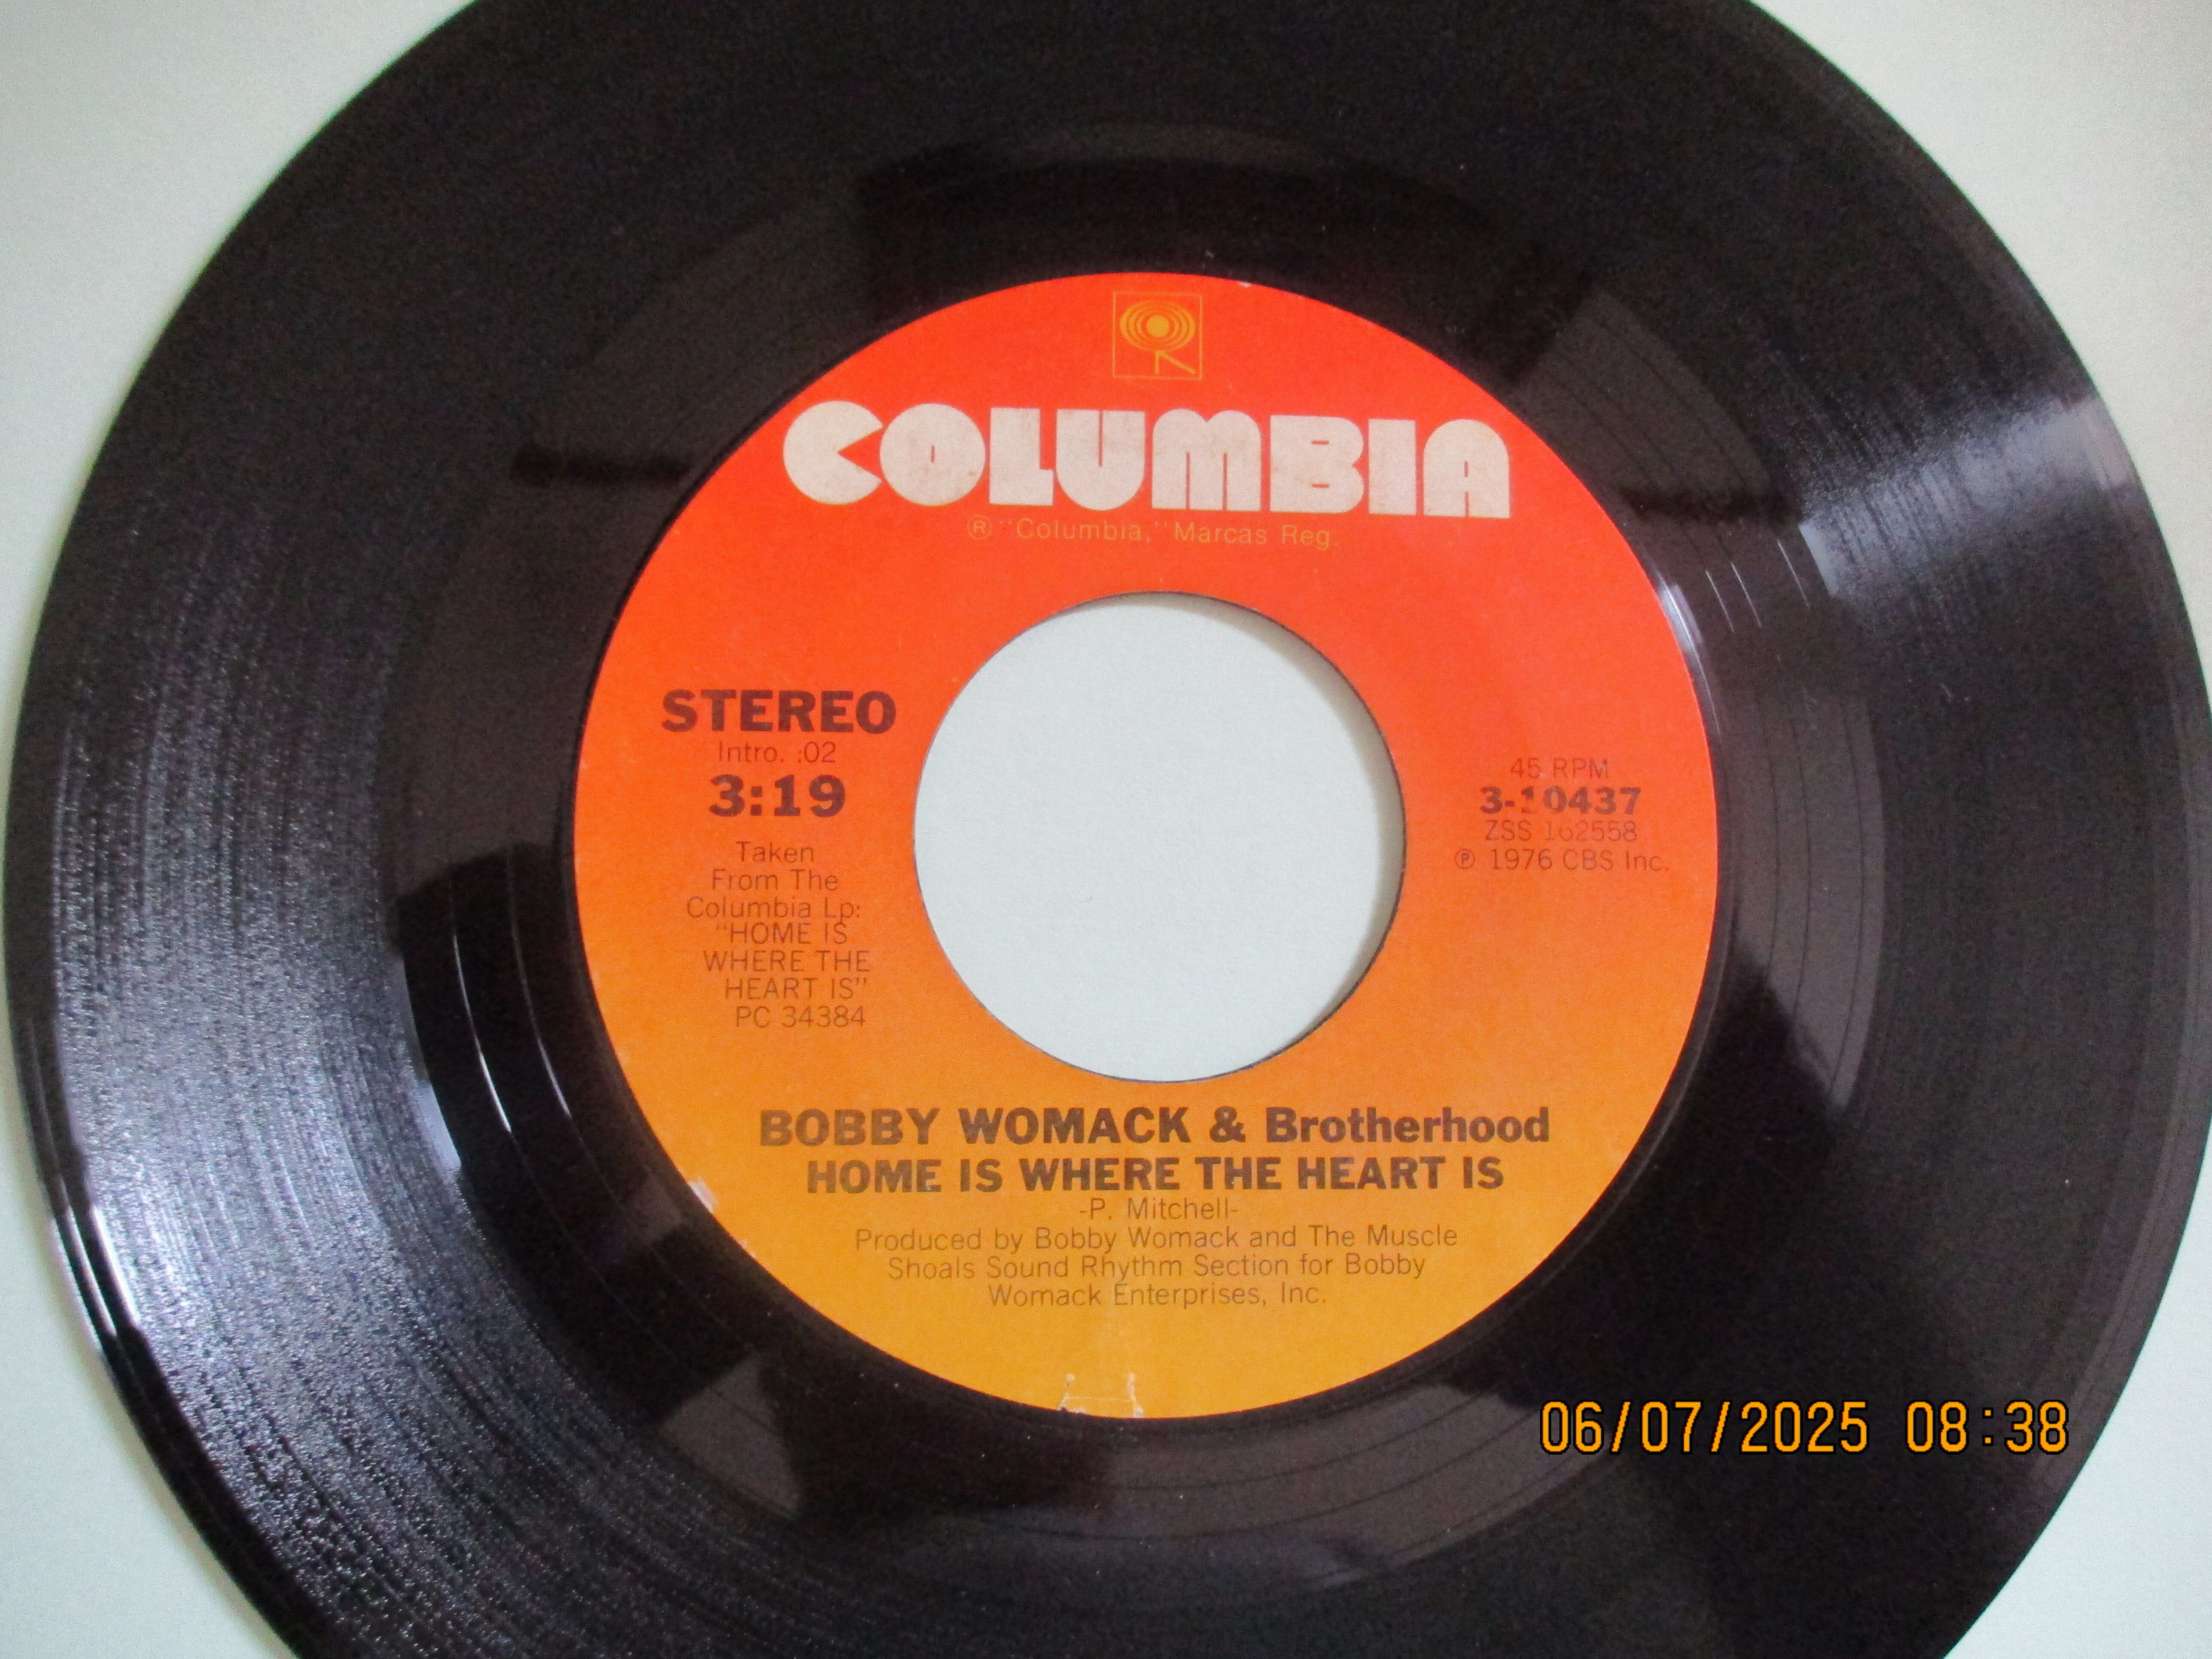 COLUMBIA
® "Columbia," Marcas Reg.
STEREO
Intro. :02
3:19
Taken
From The
Columbia Lp:
"HOME IS
WHERE THE
HEART IS"
PC 34384
45 RPM
3-10437
ZSS 162558
℗ 1976 CBS Inc.
BOBBY WOMACK & Brotherhood
HOME IS WHERE THE HEART IS
-P. Mitchell-
Produced by Bobby Womack and The Muscle
Shoals Sound Rhythm Section for Bobby
Womack Enterprises, Inc.
06/07/2025 08:38